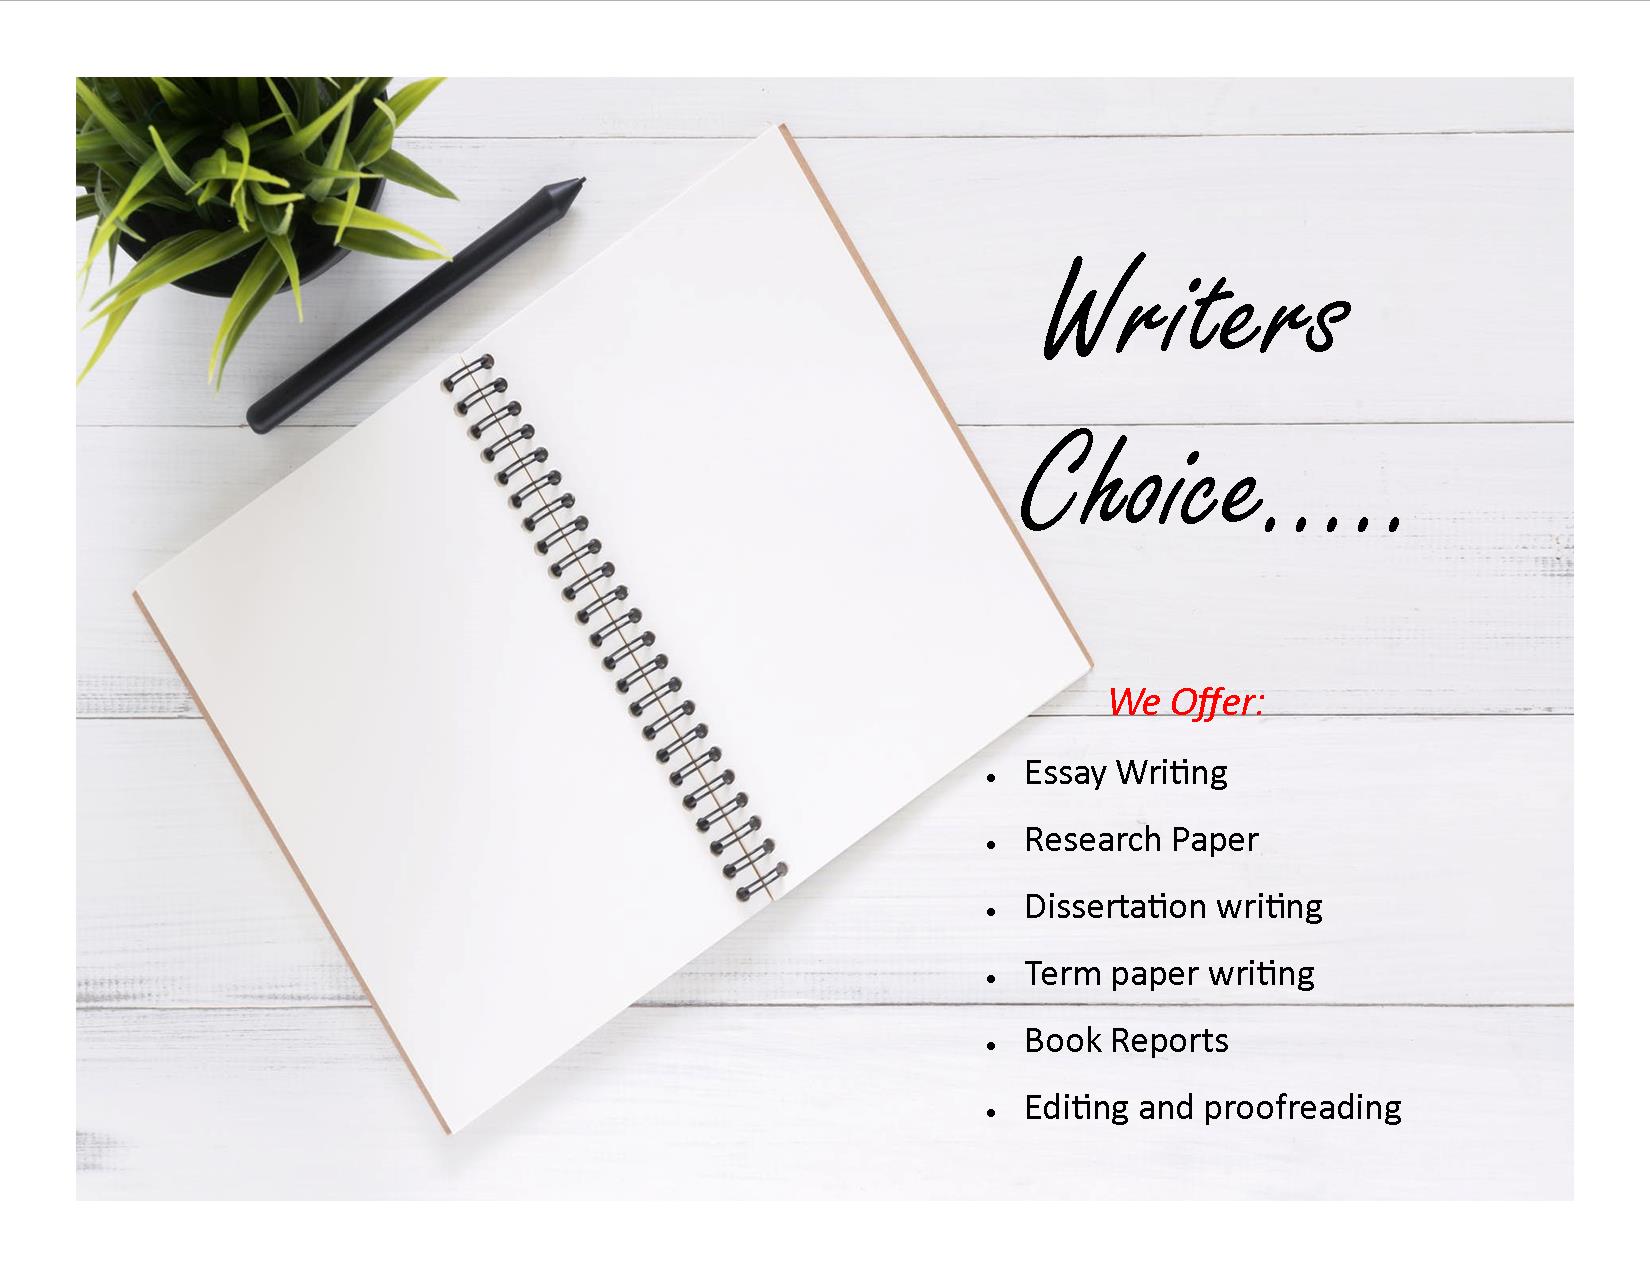 Writers
Choice.....
We Offer:
• Essay Writing
• Research Paper
• Dissertation writing
• Term paper writing
• Book Reports
• Editing and proofreading